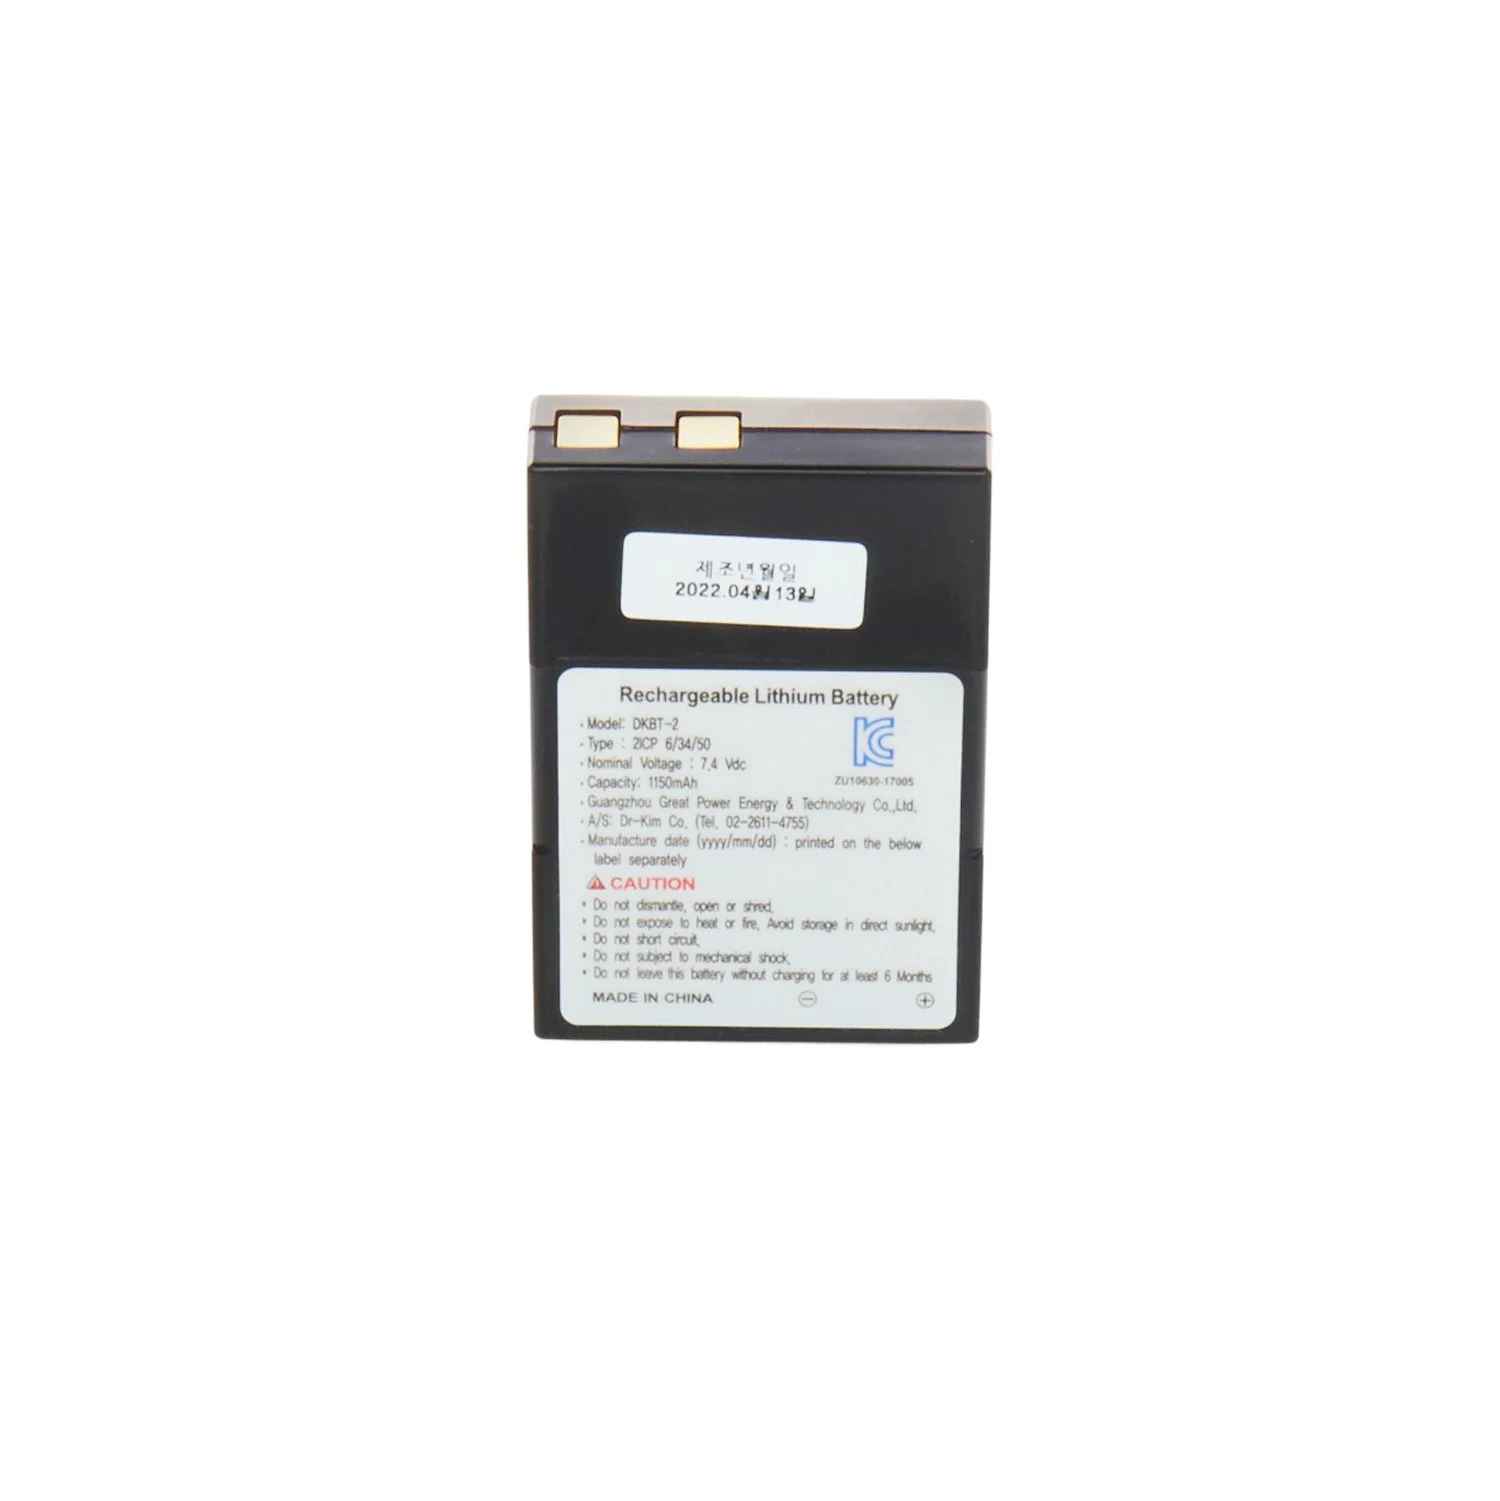 제조년월일
2022.04월13일
Rechargeable Lithium Battery
• Model: DKBT-2
• Type : 2ICP 6/34/50
• Nominal Voltage : 7.4 Vdc
• Capacity: 1150mAh
KC
ZU10630-17005
• Guangzhou Great Power Energy & Technology Co.,Ltd.
• A/S: Dr-Kim Co. (Tel. 02-2611-4755)
• Manufacture date (yyyy/mm/dd) : printed on the below
label separately
CAUTION
* Do not dismantle, open or shred.
* Do not expose to heat or fire. Avoid storage in direct sunlight.
* Do not short circuit.
* Do not subject to mechanical shock.
* Do not leave this battery without charging for at least 6 Months
MADE IN CHINA ⊖ ⊕